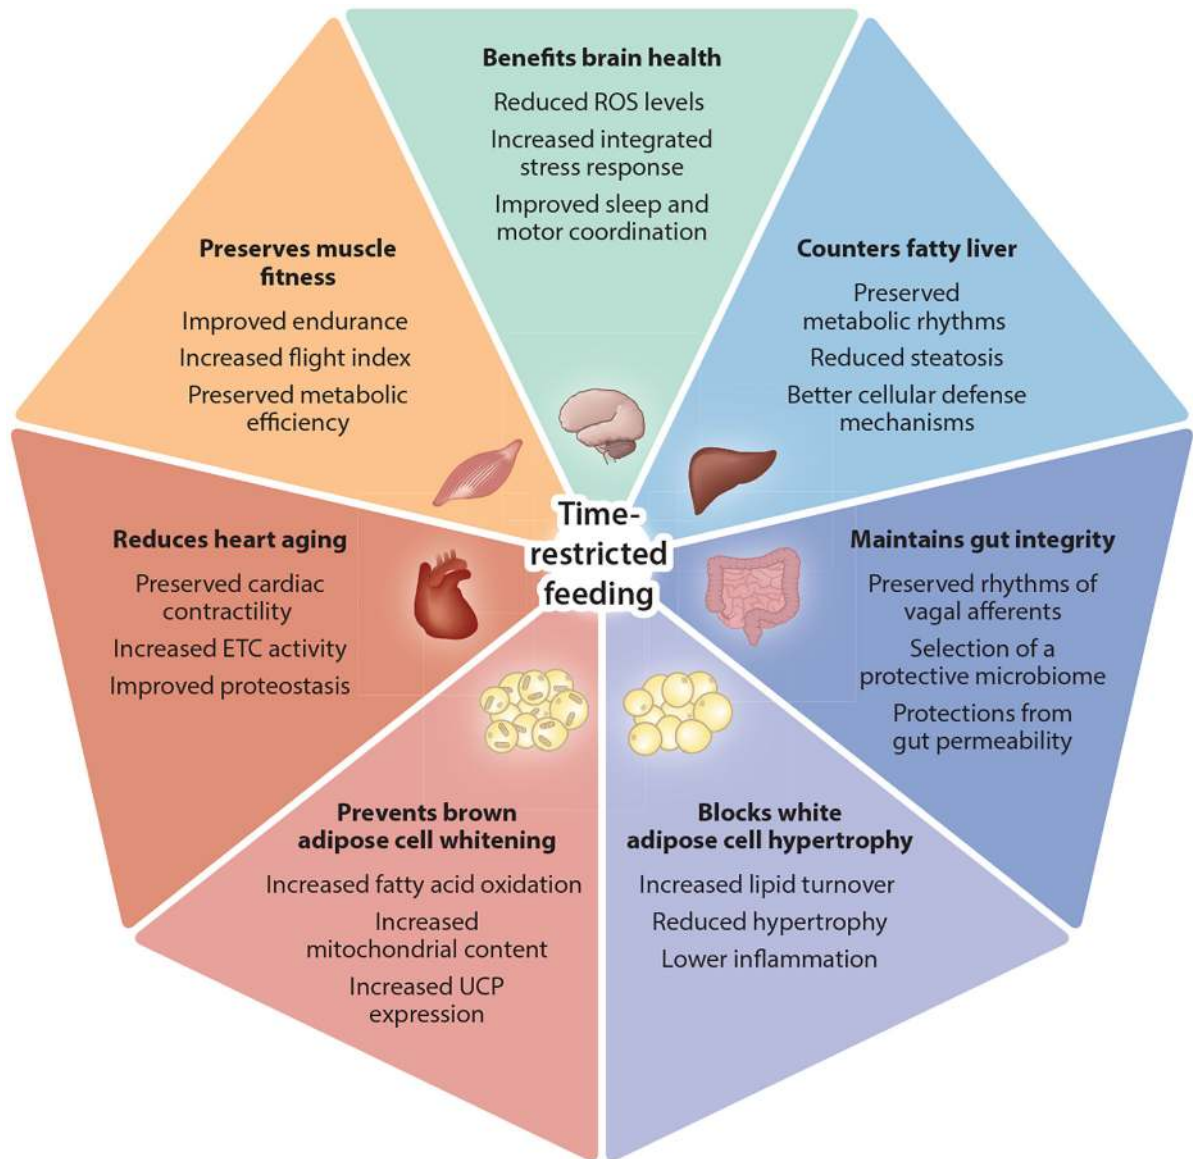 Benefits brain health
Reduced ROS levels
Increased integrated
stress response
Improved sleep and
motor coordination
Counters fatty liver
Preserved
metabolic rhythms
Reduced steatosis
Better cellular defense
mechanisms
Maintains gut integrity
Preserved rhythms of
vagal afferents
Selection of a
protective microbiome
Protections from
gut permeability
Blocks white
adipose cell hypertrophy
Increased lipid turnover
Reduced hypertrophy
Lower inflammation
Prevents brown
adipose cell whitening
Increased fatty acid oxidation
Increased
mitochondrial content
Increased UCP
expression
Reduces heart aging
Preserved cardiac
contractility
Increased ETC activity
Improved proteostasis
Preserves muscle
fitness
Improved endurance
Increased flight index
Preserved metabolic
efficiency
Time-
restricted
feeding